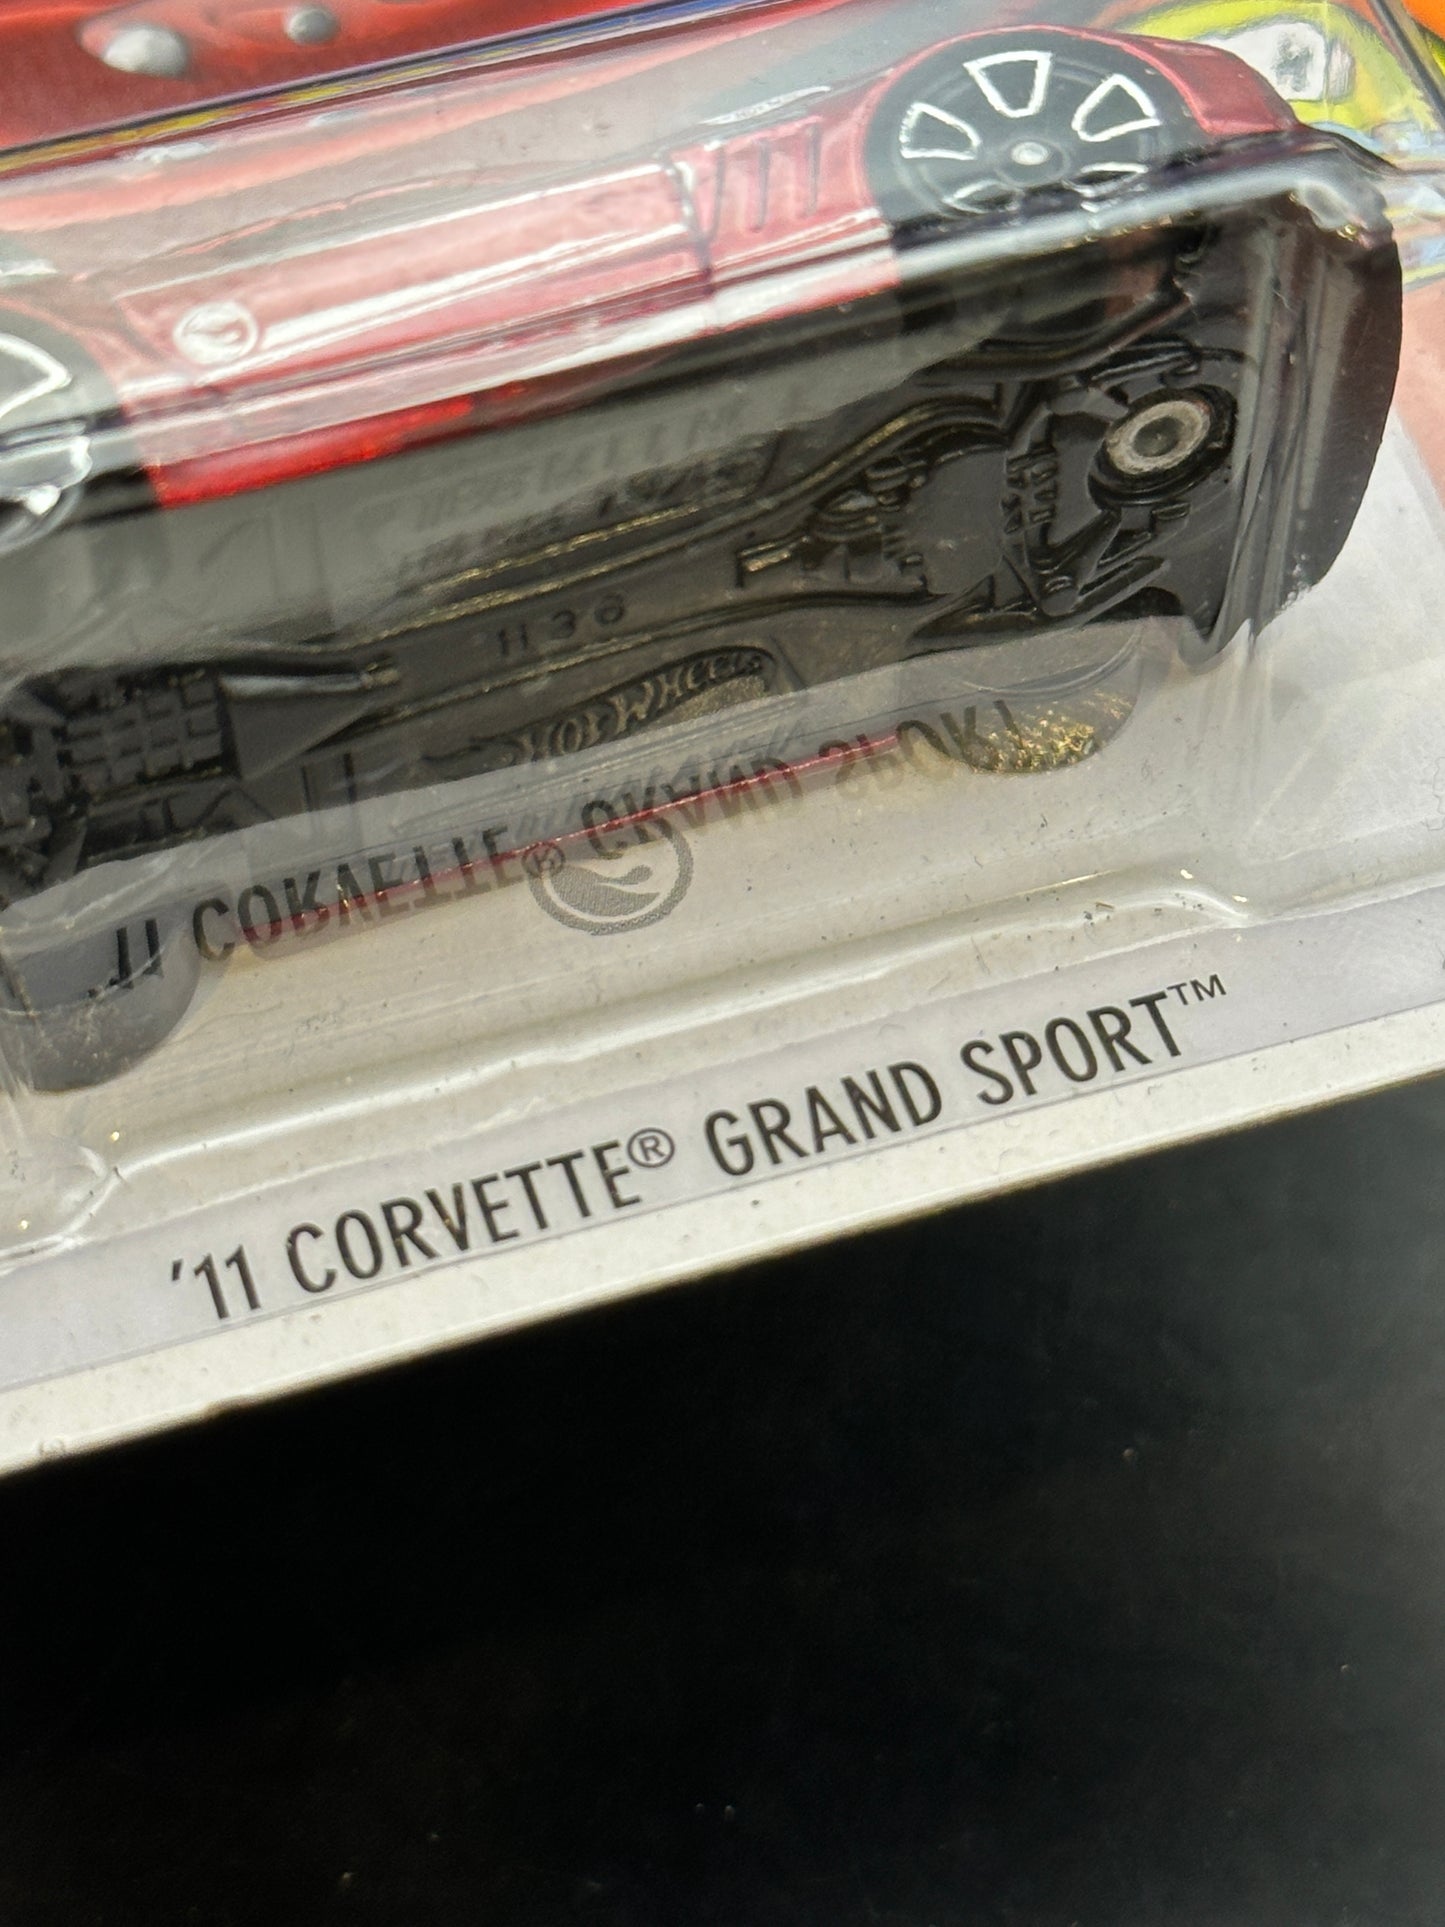 1138
HOT WHEELS
'11 CORVETTE® GRAND SPORT
'11 CORVETTE® GRAND SPORT™